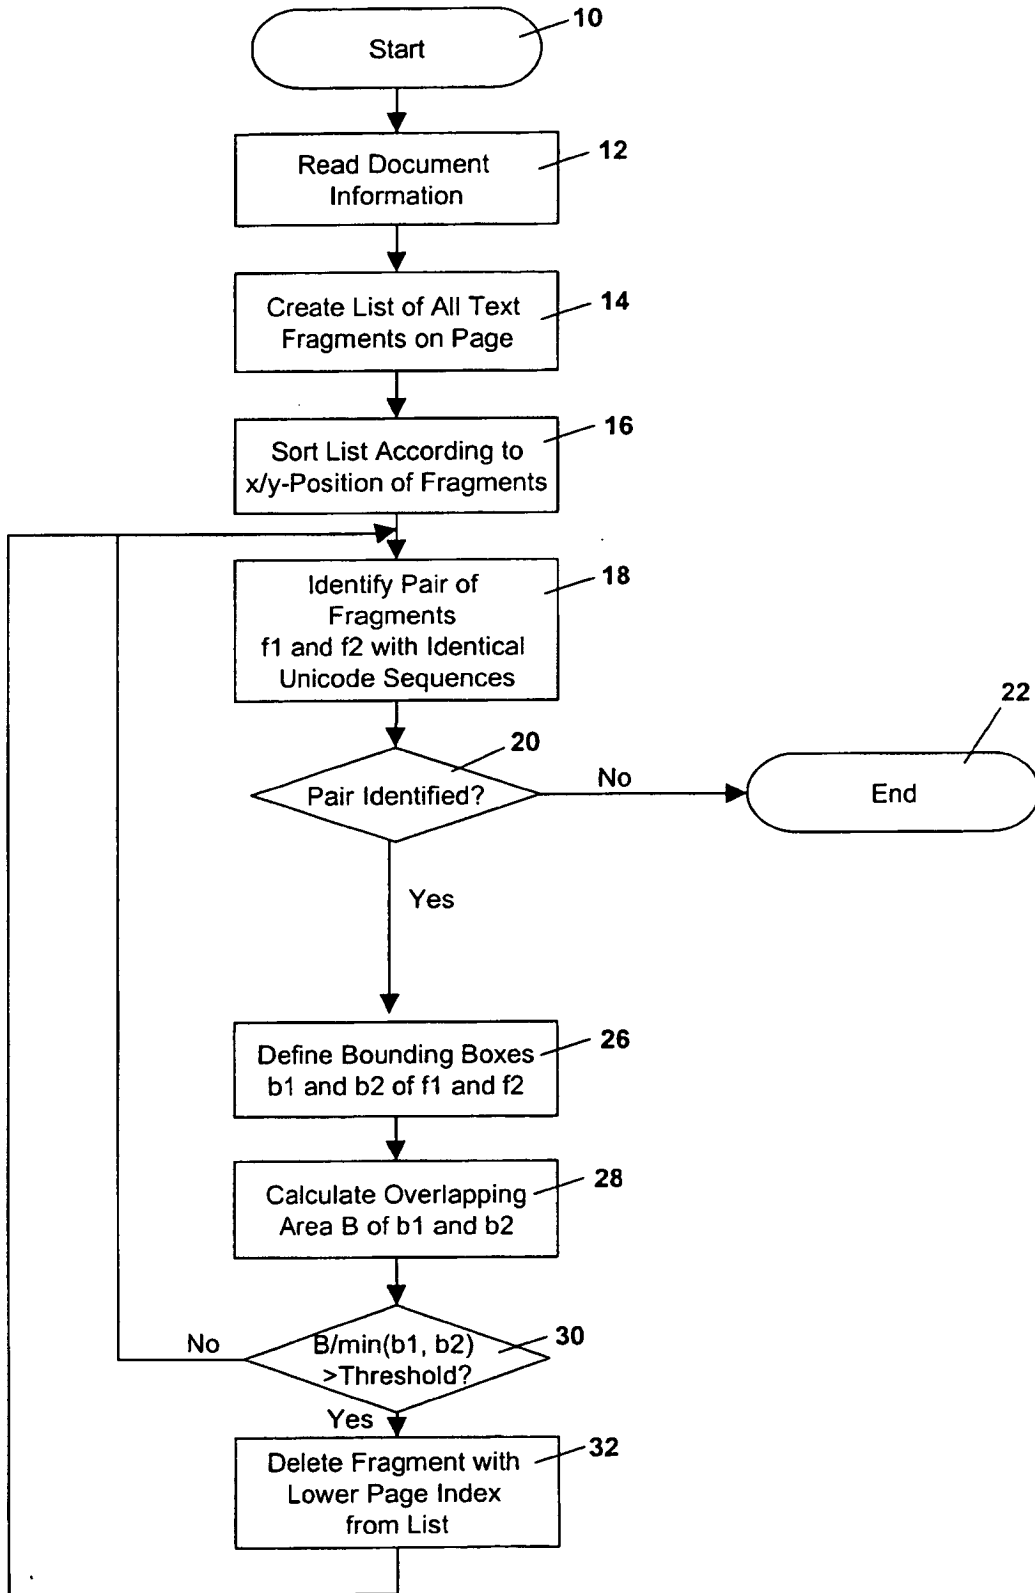 Start
10
Read Document
Information
12
Create List of All Text
Fragments on Page
14
Sort List According to
x/y-Position of Fragments
16
Identify Pair of
Fragments
f1 and f2 with Identical
Unicode Sequences
18
Pair Identified?
20
No
End
22
Yes
Define Bounding Boxes
b1 and b2 of f1 and f2
26
Calculate Overlapping
Area B of b1 and b2
28
B/min(b1, b2)
>Threshold?
30
No
Yes
Delete Fragment with
Lower Page Index
from List
32